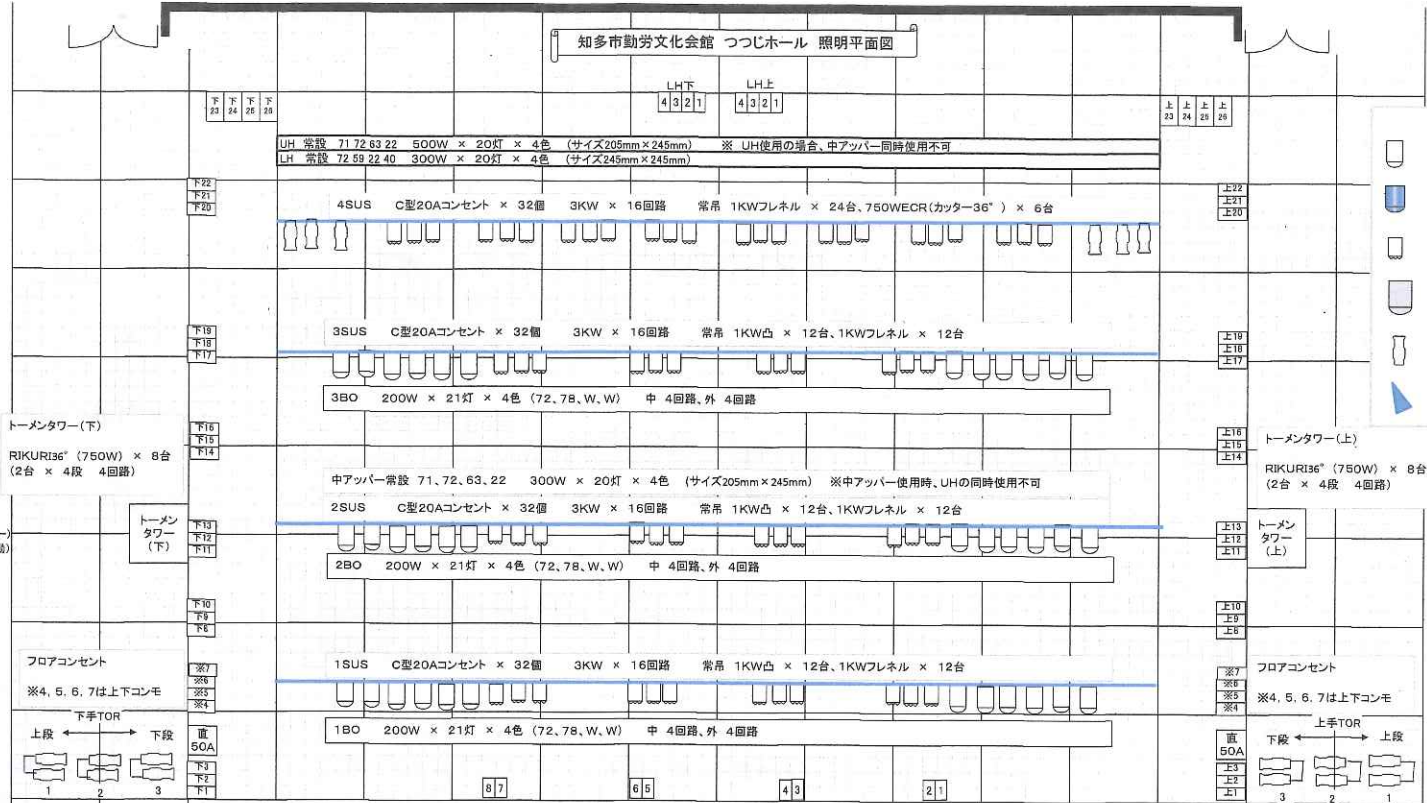 知多市勤労文化会館 つつじホール 照明平面図
LH下 LH上
4 3 2 1 4 3 2 1
下23 下24 下25 下26
上23 上24 上25 上26
UH 常設 71 72 63 22 500W × 20灯 × 4色 (サイズ205mm×245mm) ※ UH使用の場合、中アッパー同時使用不可
LH 常設 72 59 22 40 300W × 20灯 × 4色 (サイズ245mm×245mm)
下22
下21
下20
上22
上21
上20
4SUS C型20Aコンセント × 32個 3KW × 16回路 常吊 1KWフレネル × 24台、750WECR(カッター36°) × 6台
下19
下18
下17
上19
上18
上17
3SUS C型20Aコンセント × 32個 3KW × 16回路 常吊 1KW凸 × 12台、1KWフレネル × 12台
3BO 200W × 21灯 × 4色 (72、78、W、W) 中 4回路、外 4回路
トーメンタワー(下)
RIKURI36° (750W) × 8台
(2台 × 4段 4回路)
下16
下15
下14
上16
上15
上14
トーメンタワー(上)
RIKURI36° (750W) × 8台
(2台 × 4段 4回路)
中アッパー常設 71、72、63、22 300W × 20灯 × 4色 (サイズ205mm×245mm) ※中アッパー使用時、UHの同時使用不可
2SUS C型20Aコンセント × 32個 3KW × 16回路 常吊 1KW凸 × 12台、1KWフレネル × 12台
トーメン
タワー
(下)
下13
下12
下11
上13
上12
上11
トーメン
タワー
(上)
2BO 200W × 21灯 × 4色 (72、78、W、W) 中 4回路、外 4回路
下10
下9
下8
上10
上9
上8
フロアコンセント
※4、5、6、7は上下コンモ
※7
※6
※5
※4
1SUS C型20Aコンセント × 32個 3KW × 16回路 常吊 1KW凸 × 12台、1KWフレネル × 12台
※7
※6
※5
※4
フロアコンセント
※4、5、6、7は上下コンモ
下手TOR
上段 下段
1 2 3
直
50A
下3
下2
下1
1BO 200W × 21灯 × 4色 (72、78、W、W) 中 4回路、外 4回路
8 7 6 5 4 3 2 1
直
50A
上3
上2
上1
上手TOR
下段 上段
3 2 1